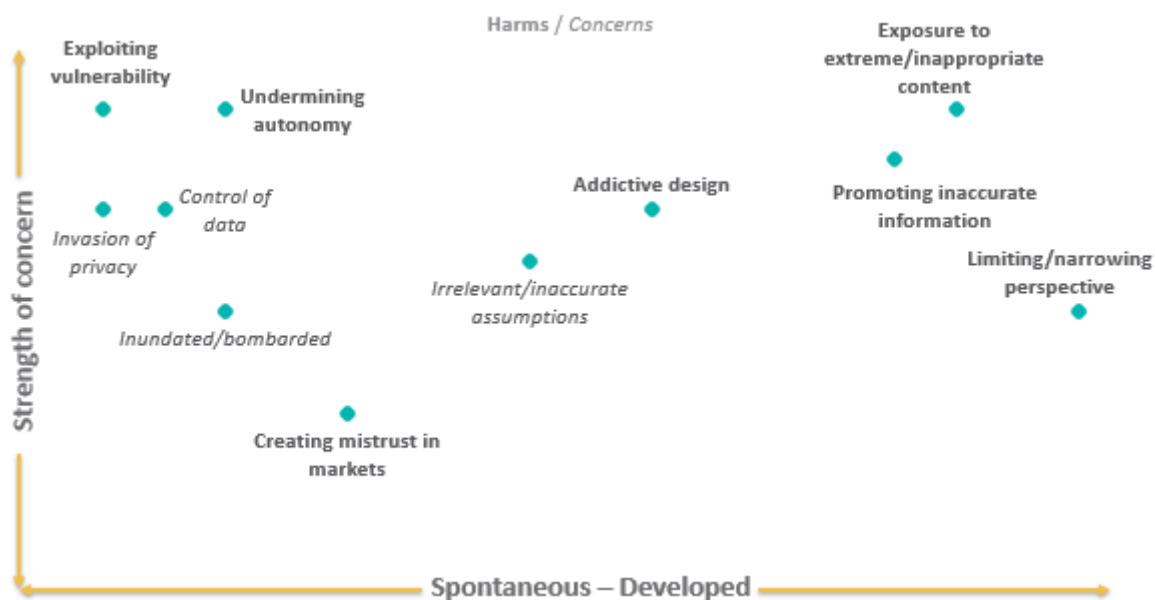 Harms / Concerns
Exploiting
vulnerability
Undermining
autonomy
Exposure to
extreme/inappropriate
content
Control of
data
Invasion of
privacy
Addictive design
Promoting inaccurate
information
Irrelevant/inaccurate
assumptions
Limiting/narrowing
perspective
Inundated/bombarded
Creating mistrust in
markets
Strength of concern
Spontaneous – Developed